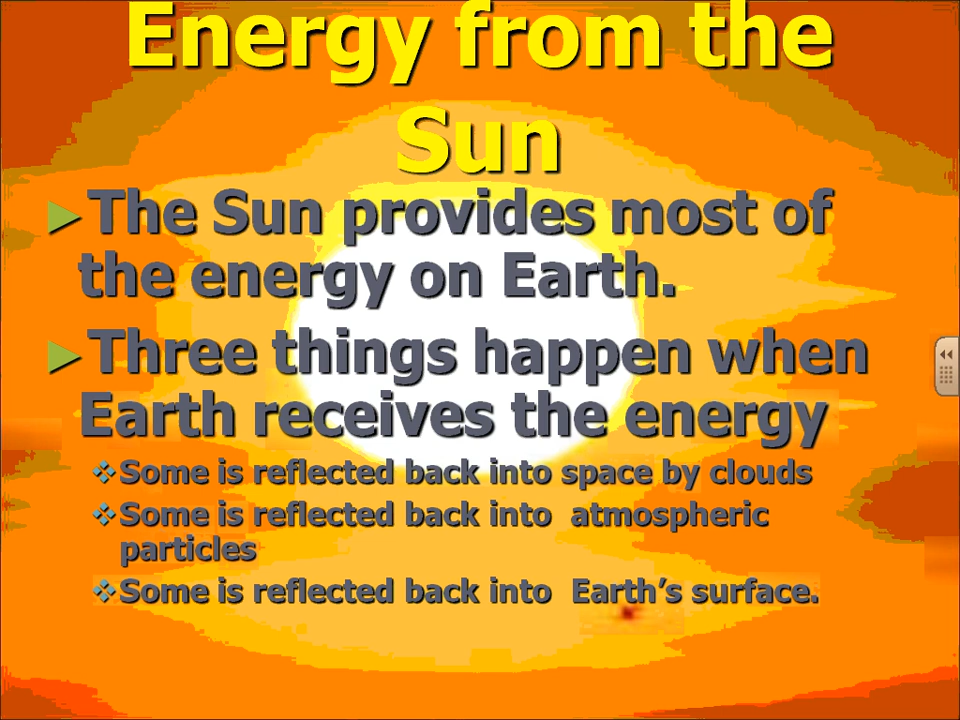 Energy from the
Sun
►The Sun provides most of
the energy on Earth.
►Three things happen when
Earth receives the energy
❖Some is reflected back into space by clouds
❖Some is reflected back into  atmospheric
particles
❖Some is reflected back into  Earth’s surface.